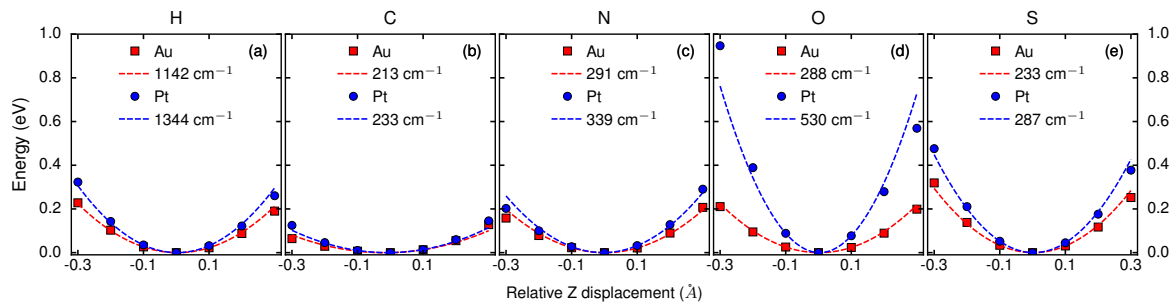 H C N O S
1.0 (a) (b) (c) (d) (e) 1.0
Au Au Au Au Au
0.8 1142 cm⁻¹ 213 cm⁻¹ 291 cm⁻¹ 288 cm⁻¹ 233 cm⁻¹ 0.8
Pt Pt Pt Pt Pt
0.6 1344 cm⁻¹ 233 cm⁻¹ 339 cm⁻¹ 530 cm⁻¹ 287 cm⁻¹ 0.6
Energy (eV)
0.4 0.4
0.2 0.2
0.0 0.0
-0.3 -0.1 0.1 -0.3 -0.1 0.1 -0.3 -0.1 0.1 -0.3 -0.1 0.1 -0.3 -0.1 0.1 0.3
Relative Z displacement (Å)